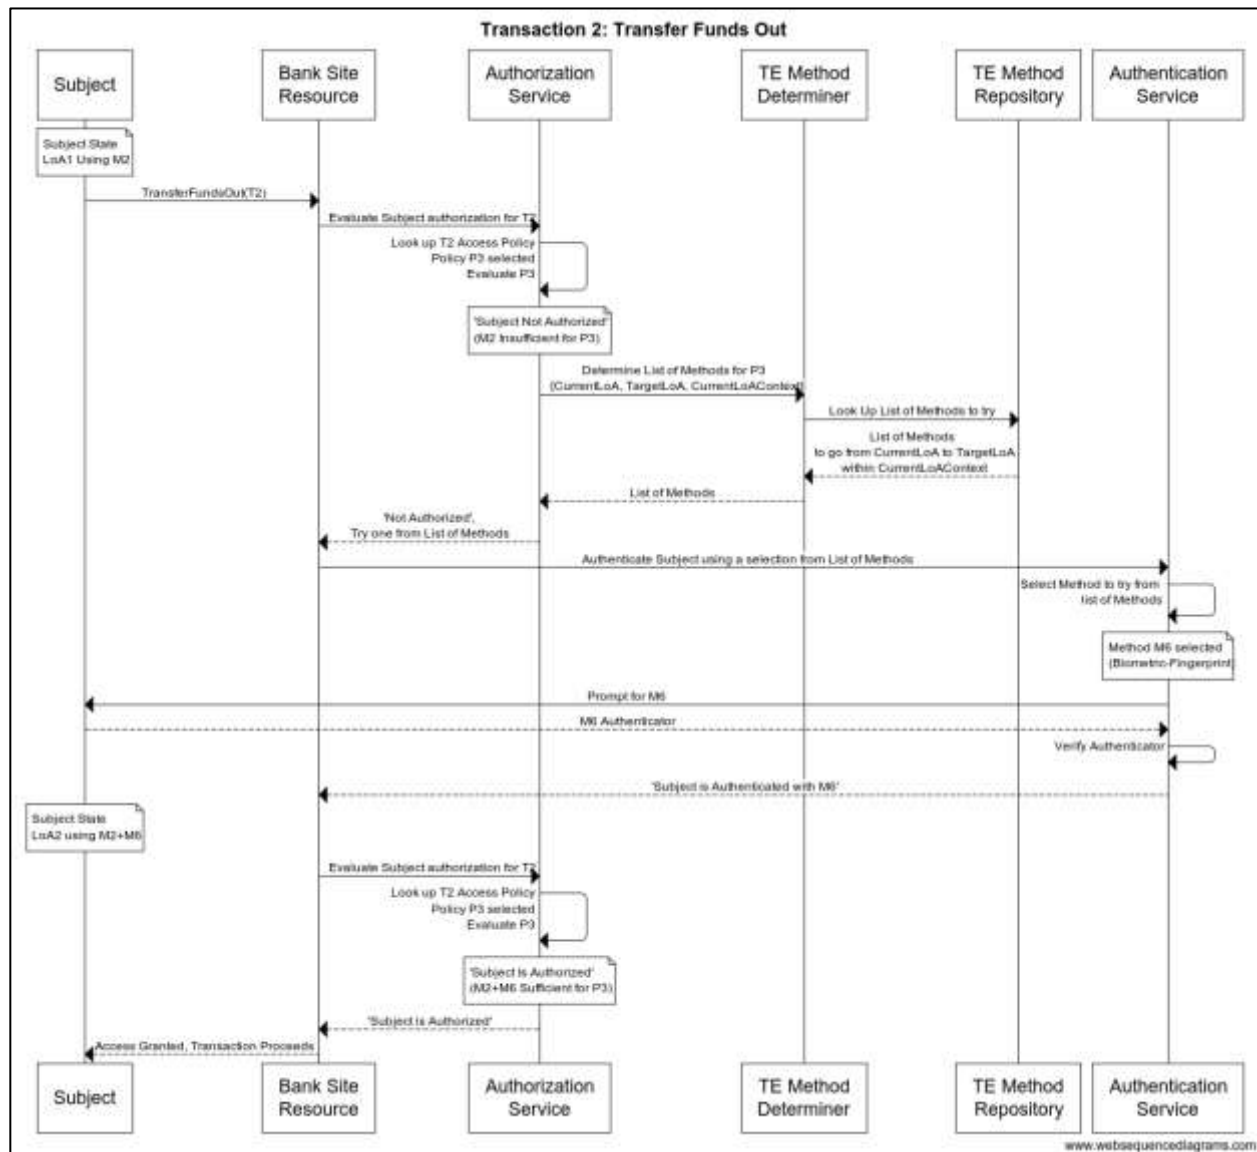 Transaction 2: Transfer Funds Out
Subject
Bank Site
Resource
Authorization
Service
TE Method
Determiner
TE Method
Repository
Authentication
Service
Subject State
LoA1 Using M2
TransferFundsOut(T2)
Evaluate Subject authorization for T2
Look up T2 Access Policy
Policy P3 selected
Evaluate P3
'Subject Not Authorized'
(M2 Insufficient for P3)
Determine List of Methods for P3
(CurrentLoA, TargetLoA, CurrentLoAContext)
Look Up List of Methods to try
List of Methods
to go from CurrentLoA to TargetLoA
within CurrentLoAContext
List of Methods
'Not Authorized',
Try one from List of Methods
Authenticate Subject using a selection from List of Methods
Select Method to try from
list of Methods
Method M6 selected
(Biometric-Fingerprint)
Prompt for M6
M6 Authenticator
Verify Authenticator
'Subject is Authenticated with M6'
Subject State
LoA2 using M2+M6
Evaluate Subject authorization for T2
Look up T2 Access Policy
Policy P3 selected
Evaluate P3
'Subject Is Authorized'
(M2+M6 Sufficient for P3)
'Subject is Authorized'
Access Granted, Transaction Proceeds
Subject
Bank Site
Resource
Authorization
Service
TE Method
Determiner
TE Method
Repository
Authentication
Service
www.websequencediagrams.com